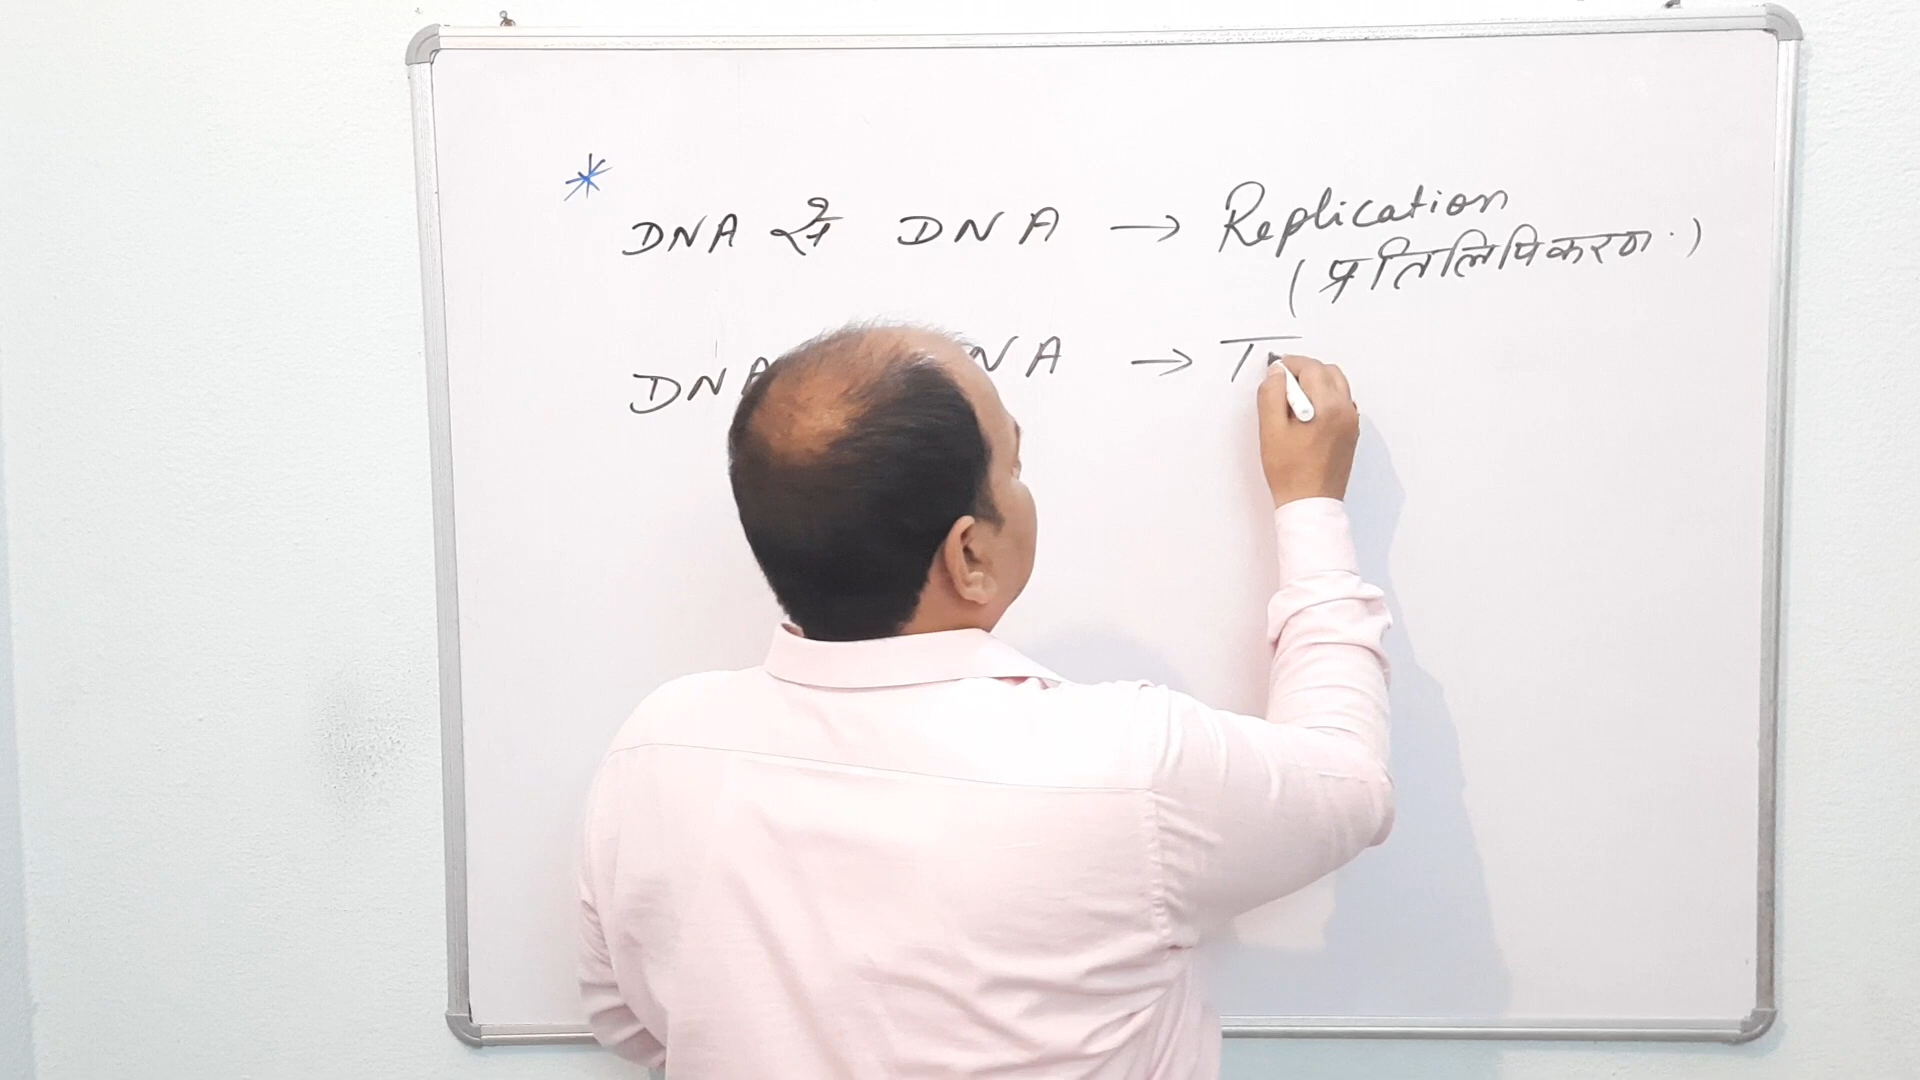 * DNA से DNA → Replication
(प्रतिलिपिकरण)
DNA NA → T